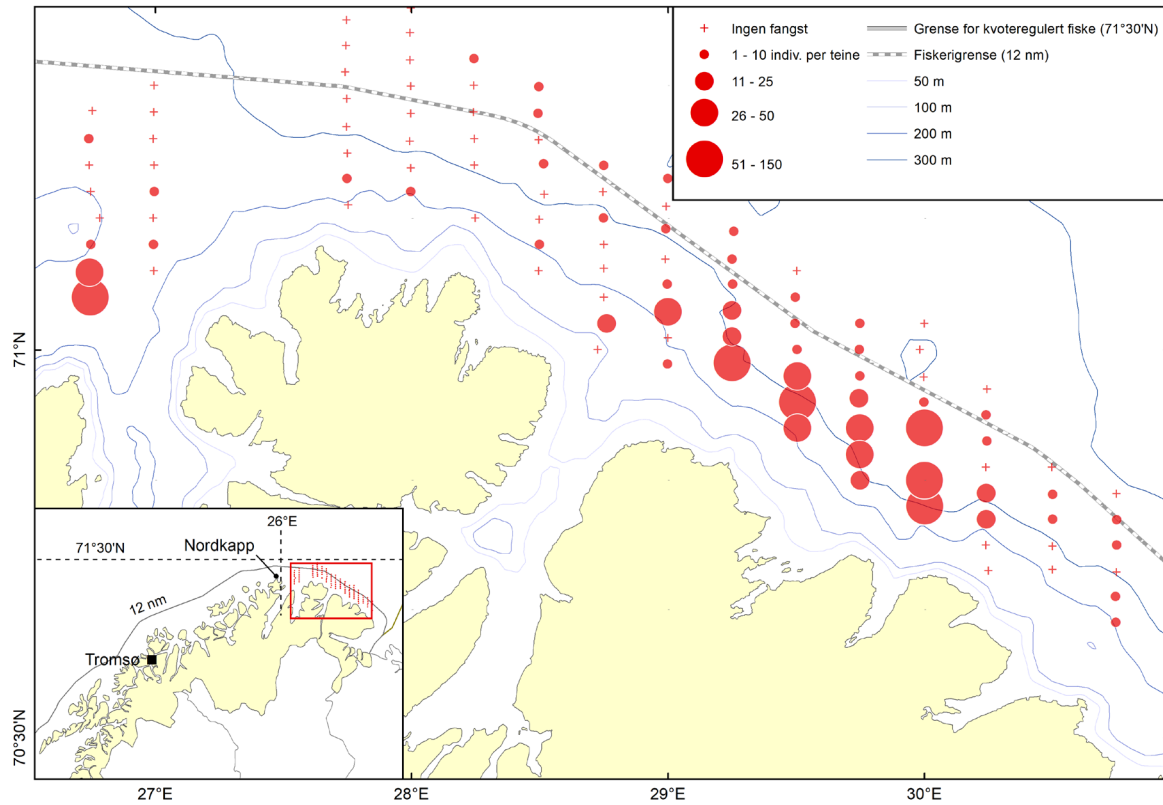 Ingen fangst
1 - 10 indiv. per teine
11 - 25
26 - 50
51 - 150
Grense for kvoteregulert fiske (71°30'N)
Fiskerigrense (12 nm)
50 m
100 m
200 m
300 m
71°N
70°30'N
26°E
71°30'N
Nordkapp
12 nm
Tromsø
27°E
28°E
29°E
30°E